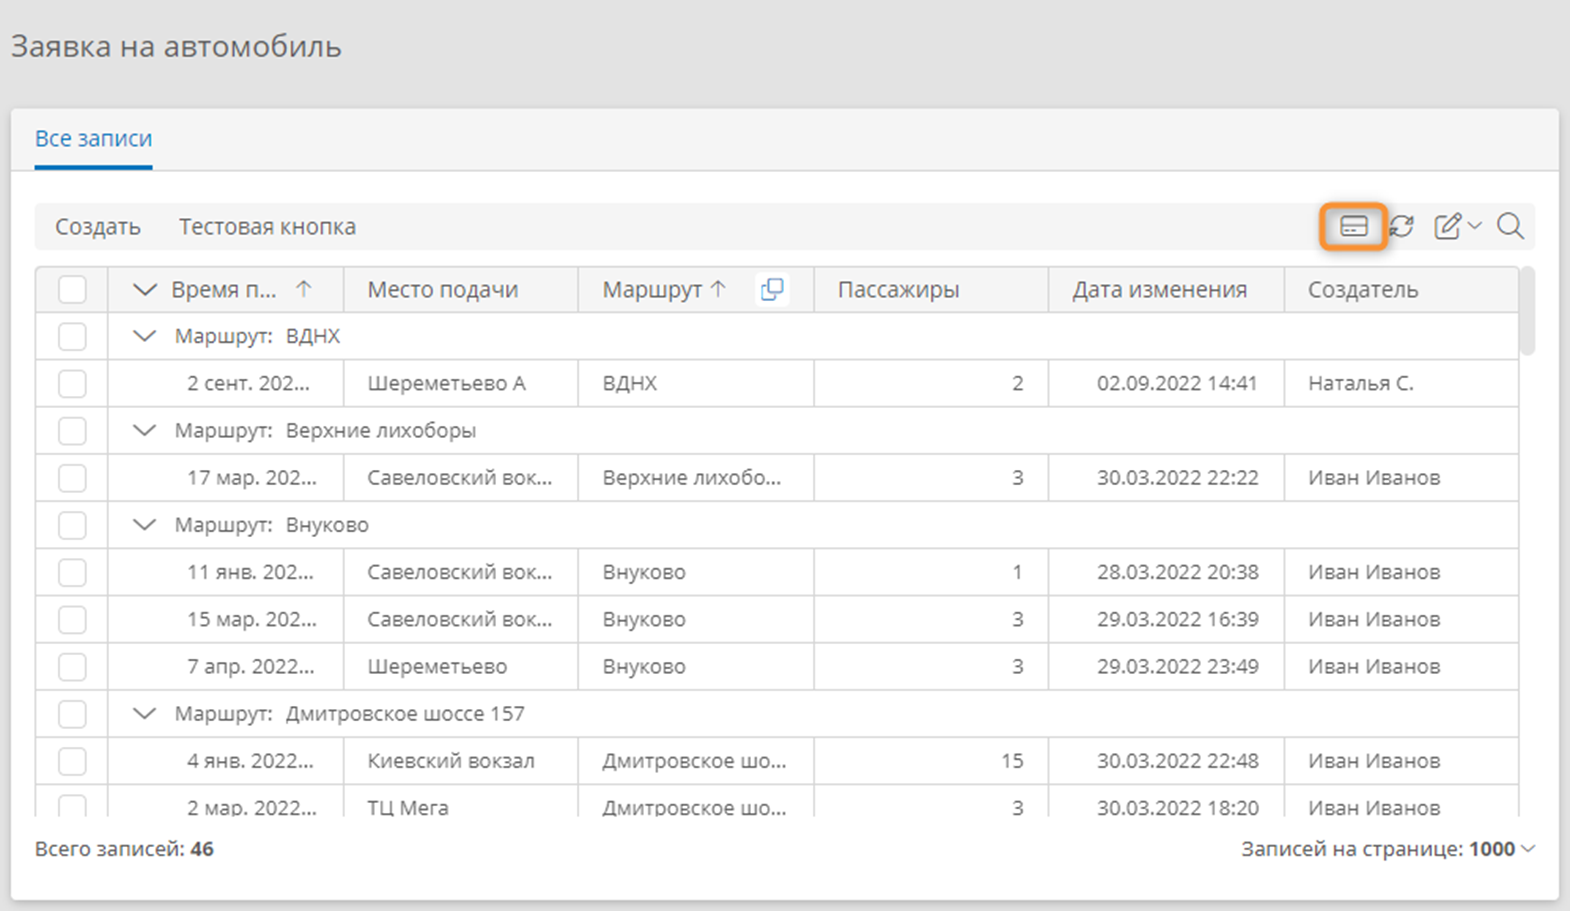 Заявка на автомобиль
Все записи
Создать Тестовая кнопка
Время п... Место подачи Маршрут Пассажиры Дата изменения Создатель
Маршрут: ВДНХ
2 сент. 202... Шереметьево А ВДНХ 2 02.09.2022 14:41 Наталья С.
Маршрут: Верхние лихоборы
17 мар. 202... Савеловский вок... Верхние лихобо... 3 30.03.2022 22:22 Иван Иванов
Маршрут: Внуково
11 янв. 202... Савеловский вок... Внуково 1 28.03.2022 20:38 Иван Иванов
15 мар. 202... Савеловский вок... Внуково 3 29.03.2022 16:39 Иван Иванов
7 апр. 2022... Шереметьево Внуково 3 29.03.2022 23:49 Иван Иванов
Маршрут: Дмитровское шоссе 157
4 янв. 2022... Киевский вокзал Дмитровское шо... 15 30.03.2022 22:48 Иван Иванов
2 мар. 2022... ТЦ Мега Дмитровское шо... 3 30.03.2022 18:20 Иван Иванов
Всего записей: 46 Записей на странице: 1000